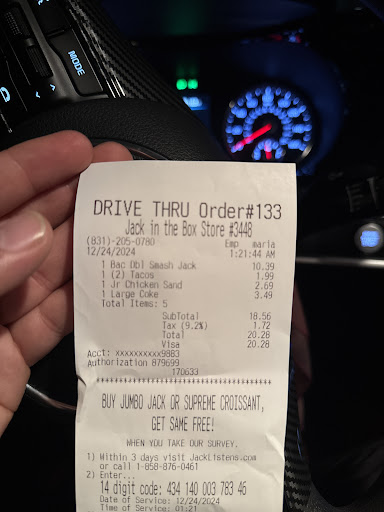 MODE
DRIVE THRU Order#133
Jack in the Box Store #3448
(831)-205-0780 Emp maria
12/24/2024 1:21:44 AM
1 Bac Dbl Smash Jack 10.39
1 (2) Tacos 1.99
1 Jr Chicken Sand 2.69
1 Large Coke 3.49
Total Items: 5
SubTotal 18.56
Tax (9.2%) 1.72
Total 20.28
Visa 20.28
Acct: xxxxxxxxxx9883
Authorization 879699
170633
****************************************
BUY JUMBO JACK OR SUPREME CROISSANT,
GET SAME FREE!
WHEN YOU TAKE OUR SURVEY.
1) Within 3 days visit JackListens.com
or call 1-858-876-0461
2) Enter...
14 digit code: 434 140 003 783 46
Date of Service: 12/24/2024
Time of Service: 01:21